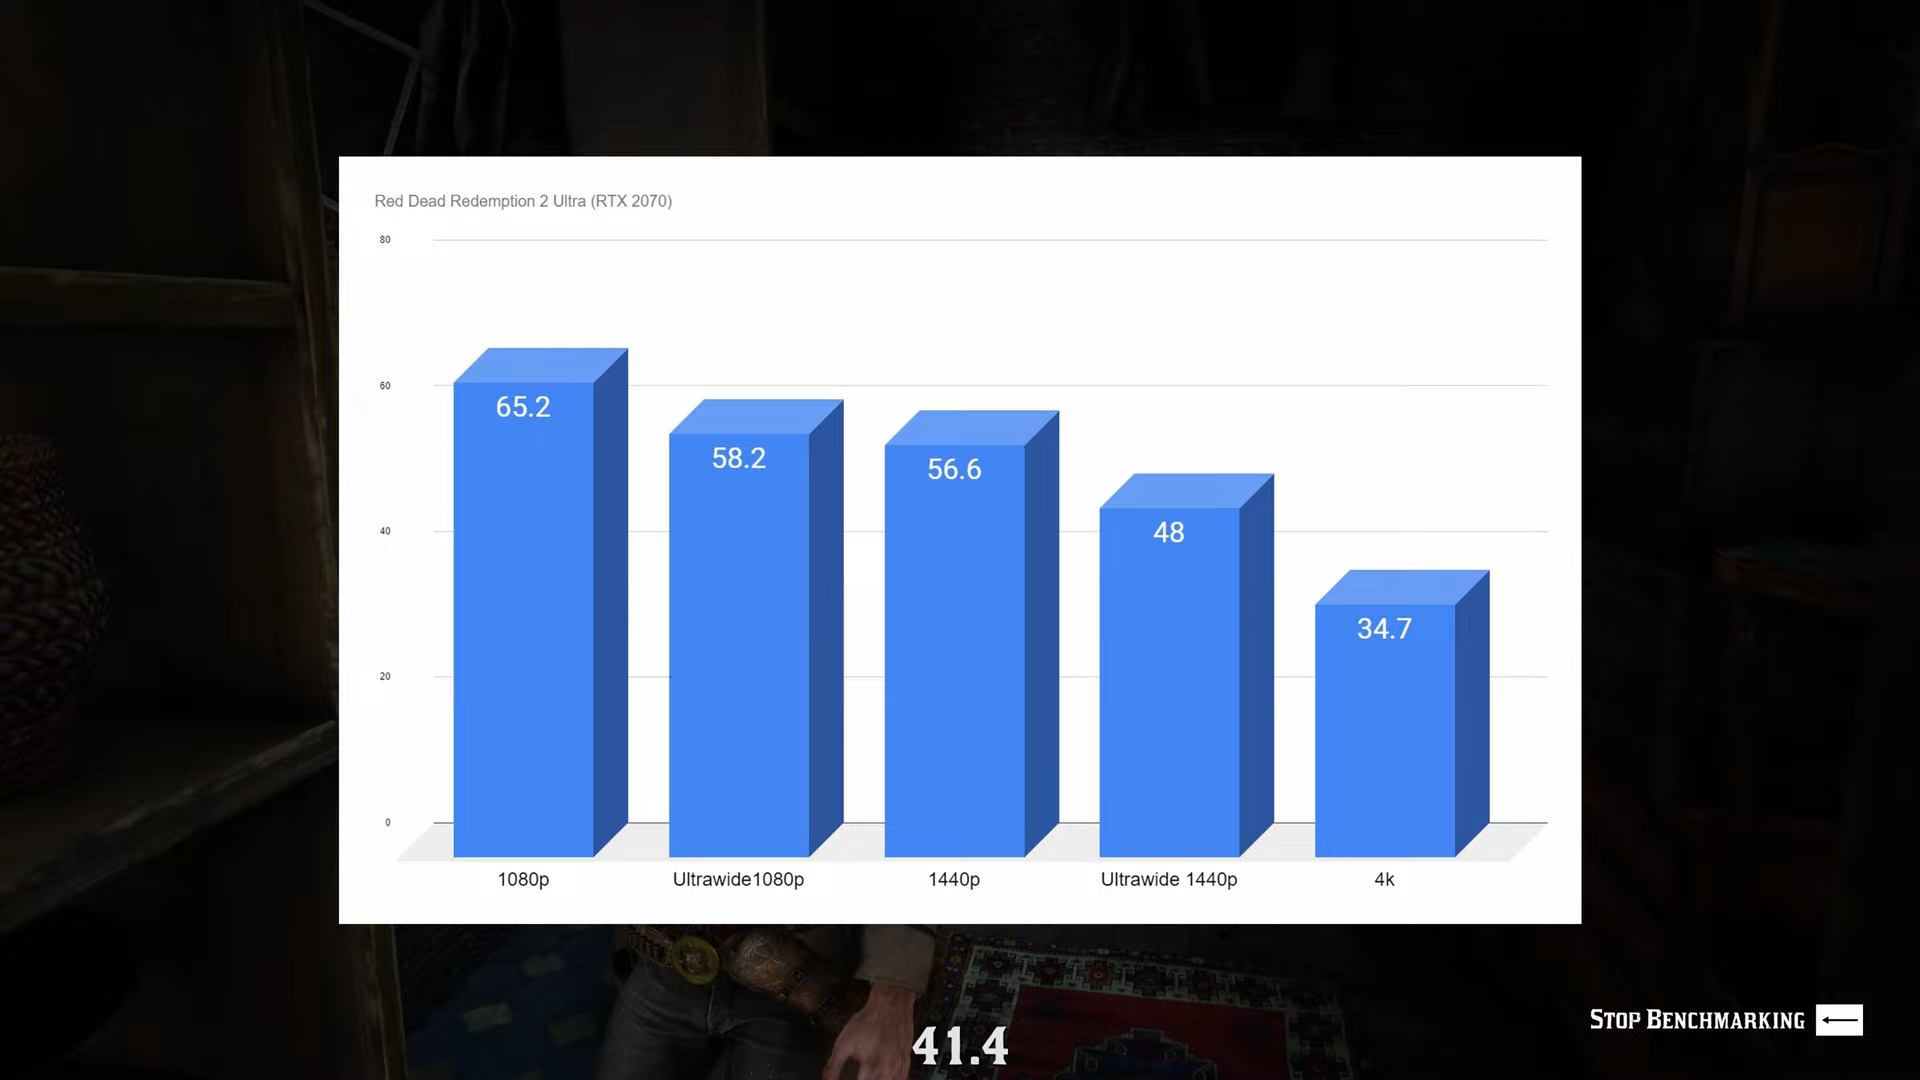 Red Dead Redemption 2 Ultra (RTX 2070)
80
60
40
20
0
65.2
58.2
56.6
48
34.7
1080p
Ultrawide1080p
1440p
Ultrawide 1440p
4k
STOP BENCHMARKING
41.4